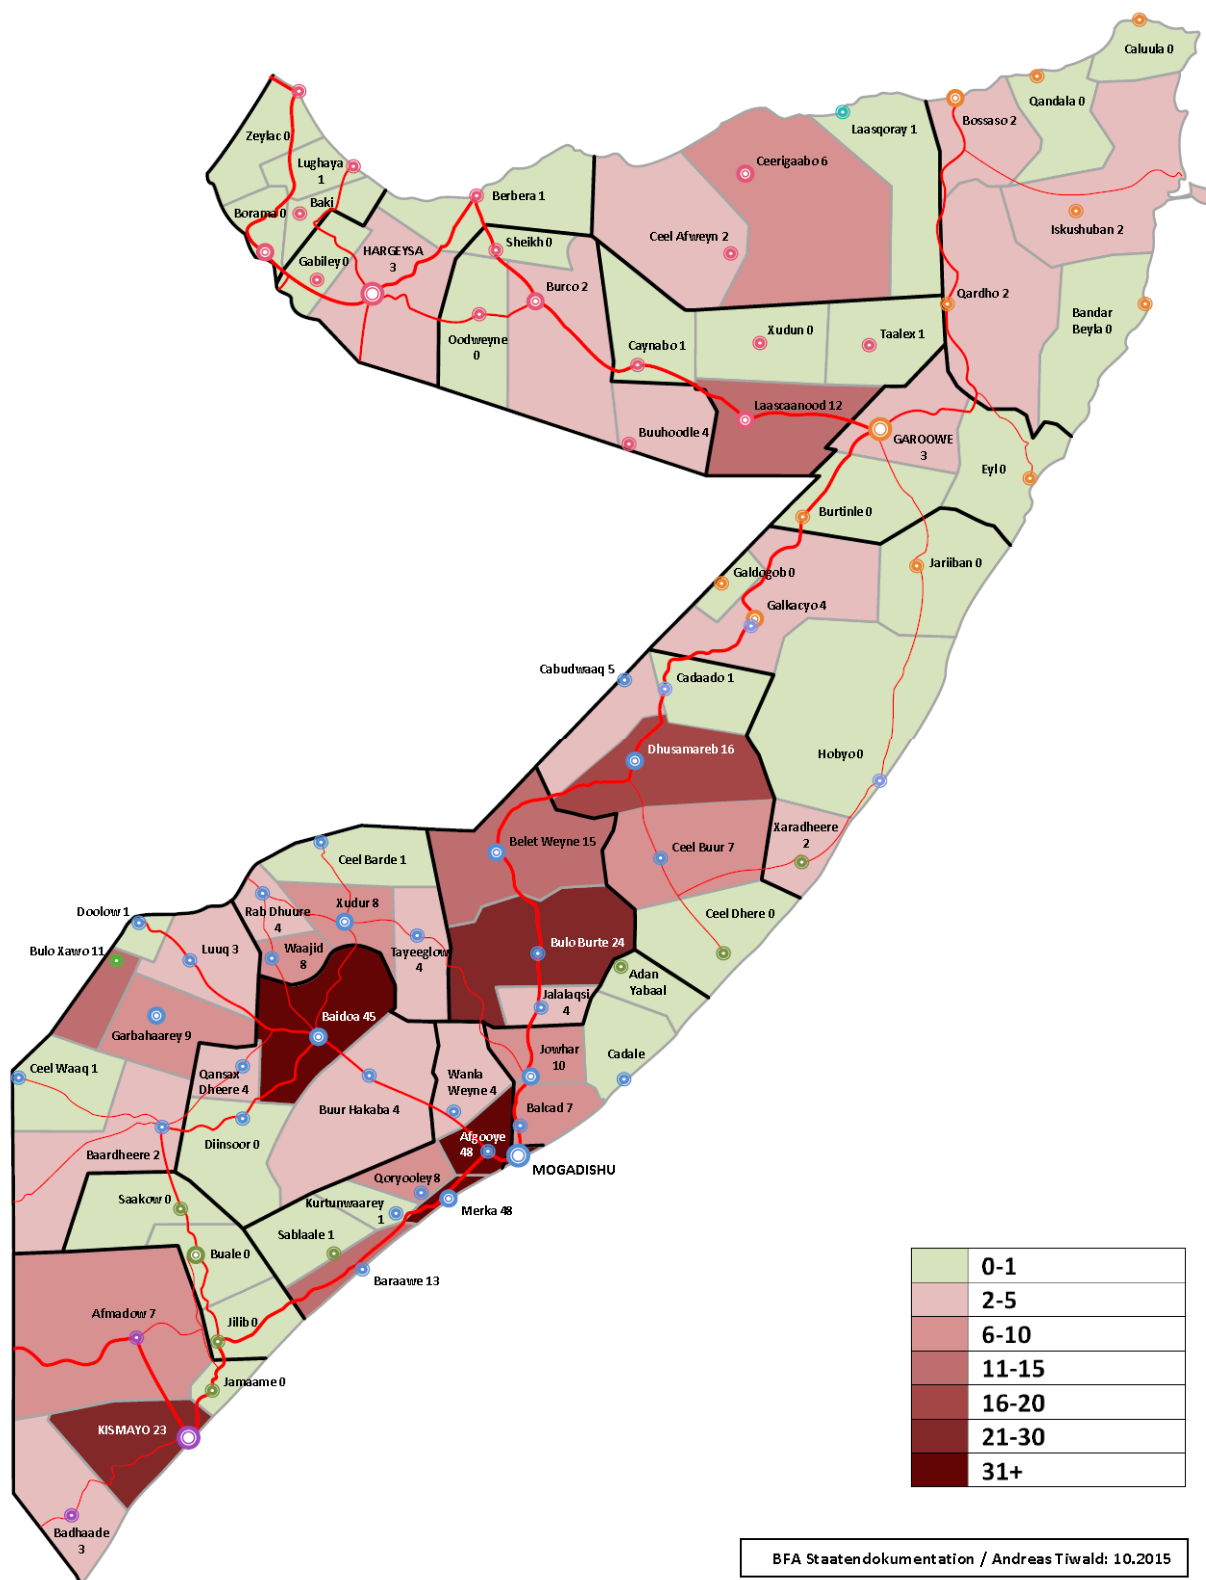 Caluula 0
Qandala 0
Bossaso 2
Laasqoray 1
Zeylac 0
Lughaya
1
Ceerigaabo 6
Baki
Berbera 1
Borama 0
Iskushuban 2
Ceel Afweyn 2
Sheikh 0
HARGEYSA
3
Gabiley 0
Burco 2
Qardho 2
Bandar
Beyla 0
Xudun 0
Taalex 1
Oodweyne
0
Caynabo 1
Laascaanood 12
Buuhoodle 4
GAROOWE
3
Eyl 0
Burtinle 0
Jariiban 0
Galdogob 0
Galkacyo 4
Cabudwaaq 5
Cadaado 1
Dhusamareb 16
Hobyo 0
Xaradheere
2
Belet Weyne 15
Ceel Buur 7
Ceel Barde 1
Doolow 1
Rab Dhuure
4
Xudur 8
Ceel Dhere 0
Bulo Xawo 11
Luuq 3
Waajid
8
Tayeeglow
4
Bulo Burte 24
Adan
Yabaal
Jalalaqsi
4
Garbahaarey 9
Baidoa 45
Jowhar
10
Cadale
Ceel Waaq 1
Qansax
Dheere 4
Wanla
Weyne 4
Buur Hakaba 4
Balcad 7
Diinsoor 0
Afgooye
48
Baardheere 2
MOGADISHU
Qoryooley 8
Saakow 0
Kurtunwaarey
1
Merka 48
Sablaale 1
Buale 0
Baraawe 13
Afmadow 7
Jilib 0
Jamaame 0
KISMAYO 23
Badhaade
3
0-1
2-5
6-10
11-15
16-20
21-30
31+
BFA Staatendokumentation / Andreas Tiwald: 10.2015